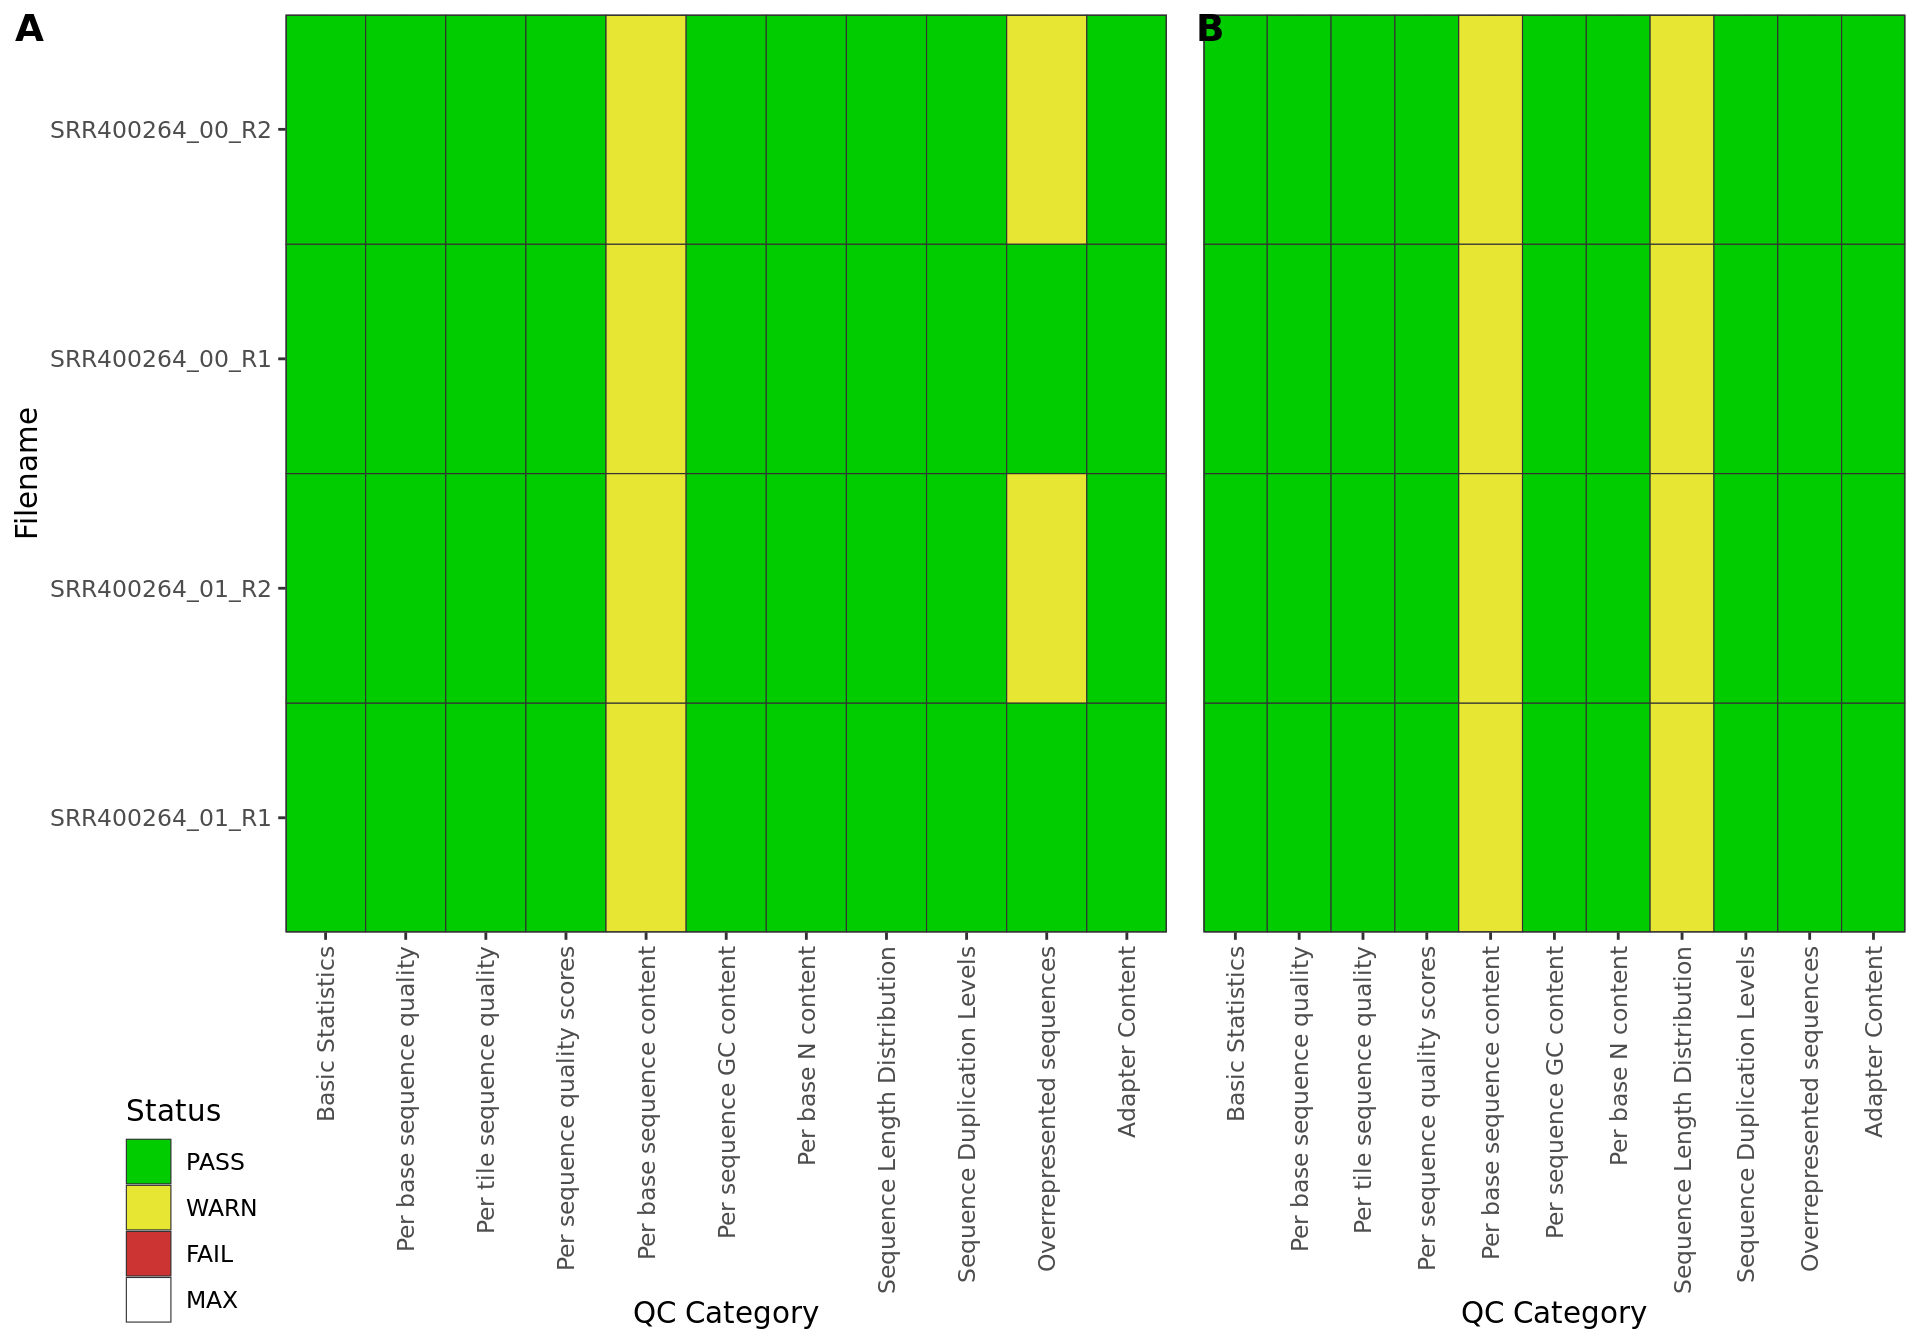 A
B
Filename
SRR400264_00_R2
SRR400264_00_R1
SRR400264_01_R2
SRR400264_01_R1
Basic Statistics
Per base sequence quality
Per tile sequence quality
Per sequence quality scores
Per base sequence content
Per sequence GC content
Per base N content
Sequence Length Distribution
Sequence Duplication Levels
Overrepresented sequences
Adapter Content
QC Category
Basic Statistics
Per base sequence quality
Per tile sequence quality
Per sequence quality scores
Per base sequence content
Per sequence GC content
Per base N content
Sequence Length Distribution
Sequence Duplication Levels
Overrepresented sequences
Adapter Content
QC Category
Status
PASS
WARN
FAIL
MAX